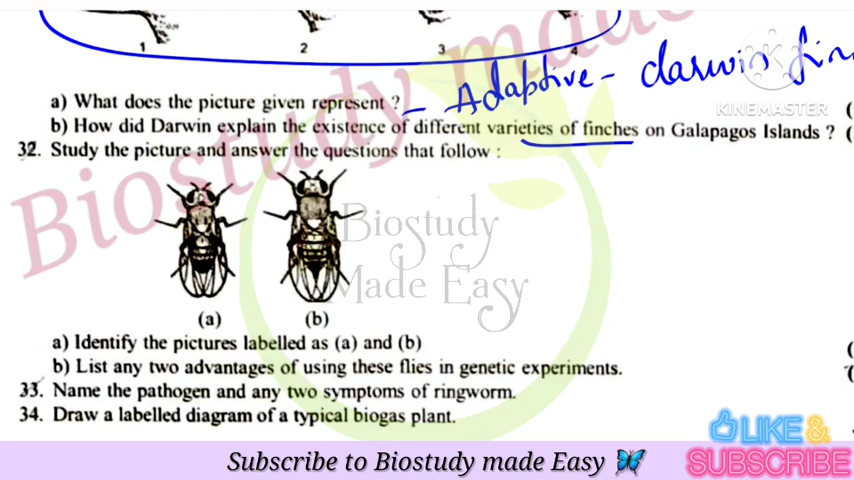 1 2 3 4
Adaptive - darwin fin
a) What does the picture given represent ?
b) How did Darwin explain the existence of different varieties of finches on Galapagos Islands ? (
KINEMASTER
32. Study the picture and answer the questions that follow :
Biostudy made
Biostudy
Made Easy
(a) (b)
a) Identify the pictures labelled as (a) and (b)
b) List any two advantages of using these flies in genetic experiments.
33. Name the pathogen and any two symptoms of ringworm.
34. Draw a labelled diagram of a typical biogas plant.
LIKE &
SUBSCRIBE
Subscribe to Biostudy made Easy 🦋